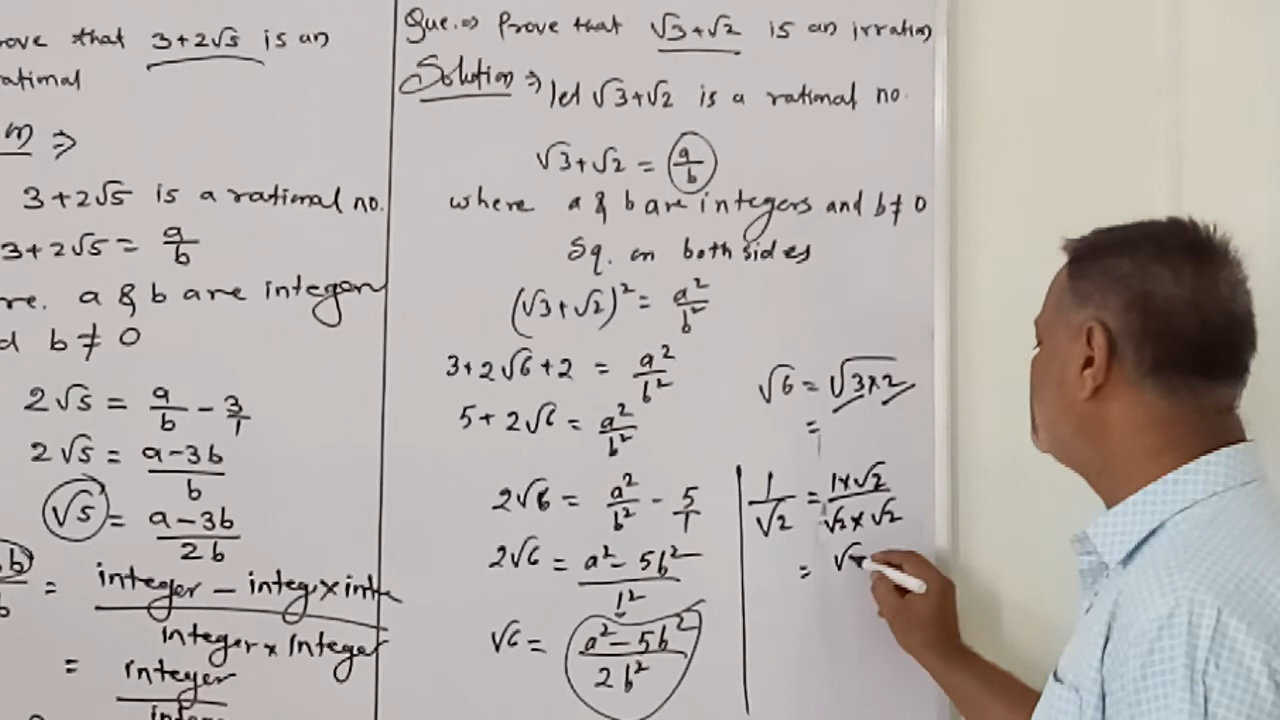 ove that 3+2√5 is an
ational
n) ⇒
3+2√5 is a rational no.
3+2√5 = a/b
re. a & b are integers
d b ≠ 0
2√5 = a/b - 3/1
2√5 = a-3b/b
√5 = a-3b/2b
b/b = integer - integ. x inte/integer x integer
= integer/
Que. ⇒ Prove that √3+√2 is an irration
Solution ⇒ let √3+√2 is a rational no.
√3+√2 = a/b
where a & b are integers and b ≠ 0
Sq. on both sides
(√3+√2)² = a²/b²
3+2√6+2 = a²/b²
5+2√6 = a²/b²
2√6 = a²/b² - 5/1
2√6 = a²-5b²/b²
√6 = a²-5b²/2b²
√6 = √3×2
=
1/√2 = 1×√2/√2×√2
= √